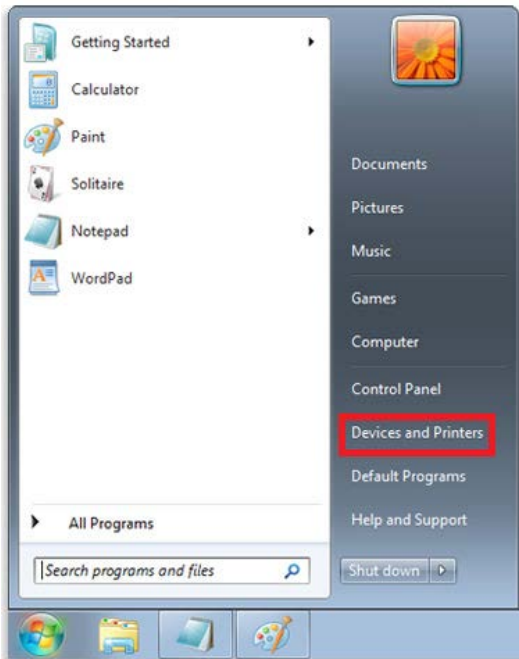 Getting Started
Calculator
Paint
Solitaire
Notepad
WordPad
All Programs
Search programs and files
Documents
Pictures
Music
Games
Computer
Control Panel
Devices and Printers
Default Programs
Help and Support
Shut down